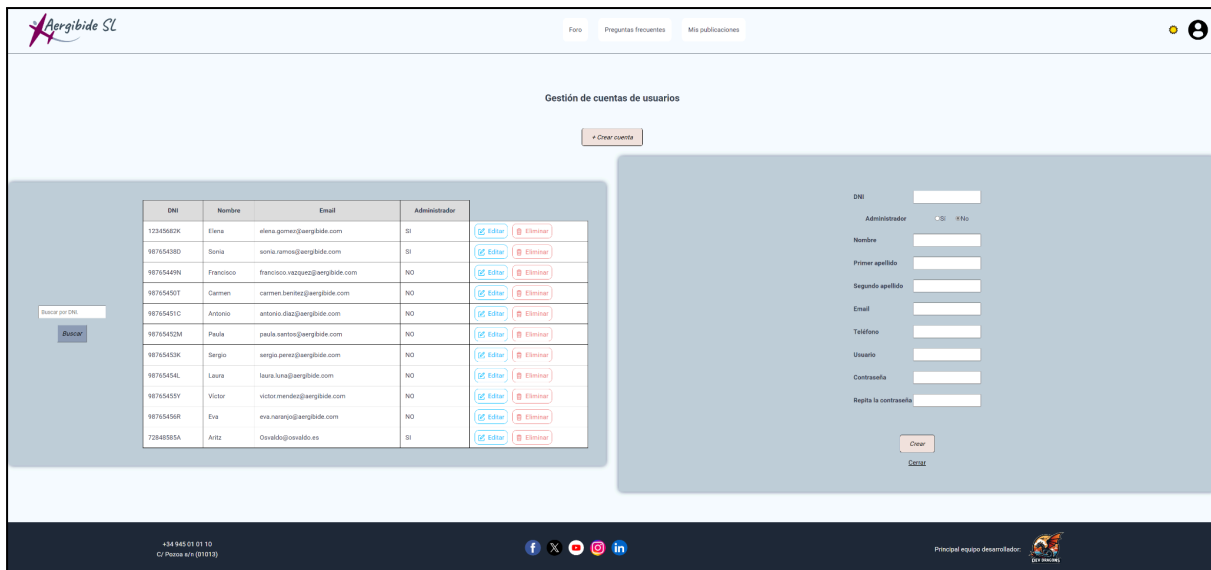 Aergibide SL
Foro Preguntas frecuentes Mis publicaciones
Gestión de cuentas de usuarios
+ Crear cuenta
Buscar por DNI.
Buscar
DNI Nombre Email Administrador
12345682K Elena elena.gomez@aergibide.com SI Editar Eliminar
98765438D Sonia sonia.ramos@aergibide.com SI Editar Eliminar
98765449N Francisco francisco.vazquez@aergibide.com NO Editar Eliminar
98765450T Carmen carmen.benitez@aergibide.com NO Editar Eliminar
98765451C Antonio antonio.diaz@aergibide.com NO Editar Eliminar
98765452M Paula paula.santos@aergibide.com NO Editar Eliminar
98765453K Sergio sergio.perez@aergibide.com NO Editar Eliminar
98765454L Laura laura.luna@aergibide.com NO Editar Eliminar
98765455Y Victor victor.mendez@aergibide.com NO Editar Eliminar
98765456R Eva eva.naranjo@aergibide.com NO Editar Eliminar
72848585A Aritz Osvaldo@osvaldo.es SI Editar Eliminar
DNI
Administrador SI No
Nombre
Primer apellido
Segundo apellido
Email
Teléfono
Usuario
Contraseña
Repita la contraseña
Crear
Cerrar
+34 945 01 01 10
C/ Pozoa s/n (01013)
Principal equipo desarrollador:
DEV DRAGONS